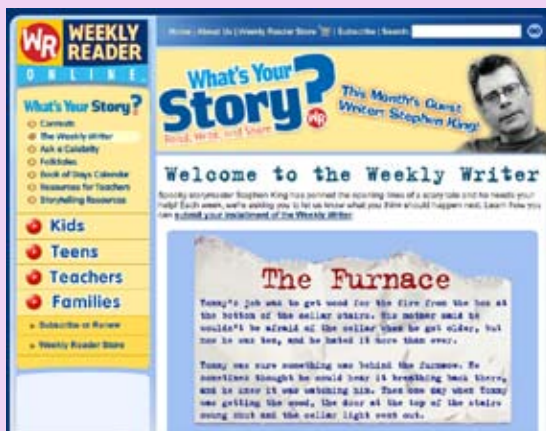 WR WEEKLY READER
ONLINE
Home | About Us | Weekly Reader Store | Subscribe | Search:
What's Your Story?
Contests
The Weekly Writer
Ask a Celebrity
Folktales
Book of Days Calendar
Resources for Teachers
Storytelling Resources
Kids
Teens
Teachers
Families
Subscribe or Renew
Weekly Reader Store
What's Your
Story?
WR
Read, Write, and Share
This Month's Guest
Writer: Stephen King!
Welcome to the Weekly Writer
Spooky storymaster Stephen King has penned the opening lines of a scary tale and he needs your
help! Each week, we're asking you to let us know what you think should happen next. Learn how you
can submit your installment of the Weekly Writer.
The Furnace
Tommy's job was to get wood for the fire from the box at
the bottom of the cellar stairs. His mother said he
wouldn't be afraid of the cellar when he got older, but
now he was ten, and he hated it more than ever.
Tommy was sure something was behind the furnace. He
sometimes thought he could hear it breathing back there,
and he knew it was watching him. Then one day when Tommy
was getting the wood, the door at the top of the stairs
swung shut and the cellar light went out.